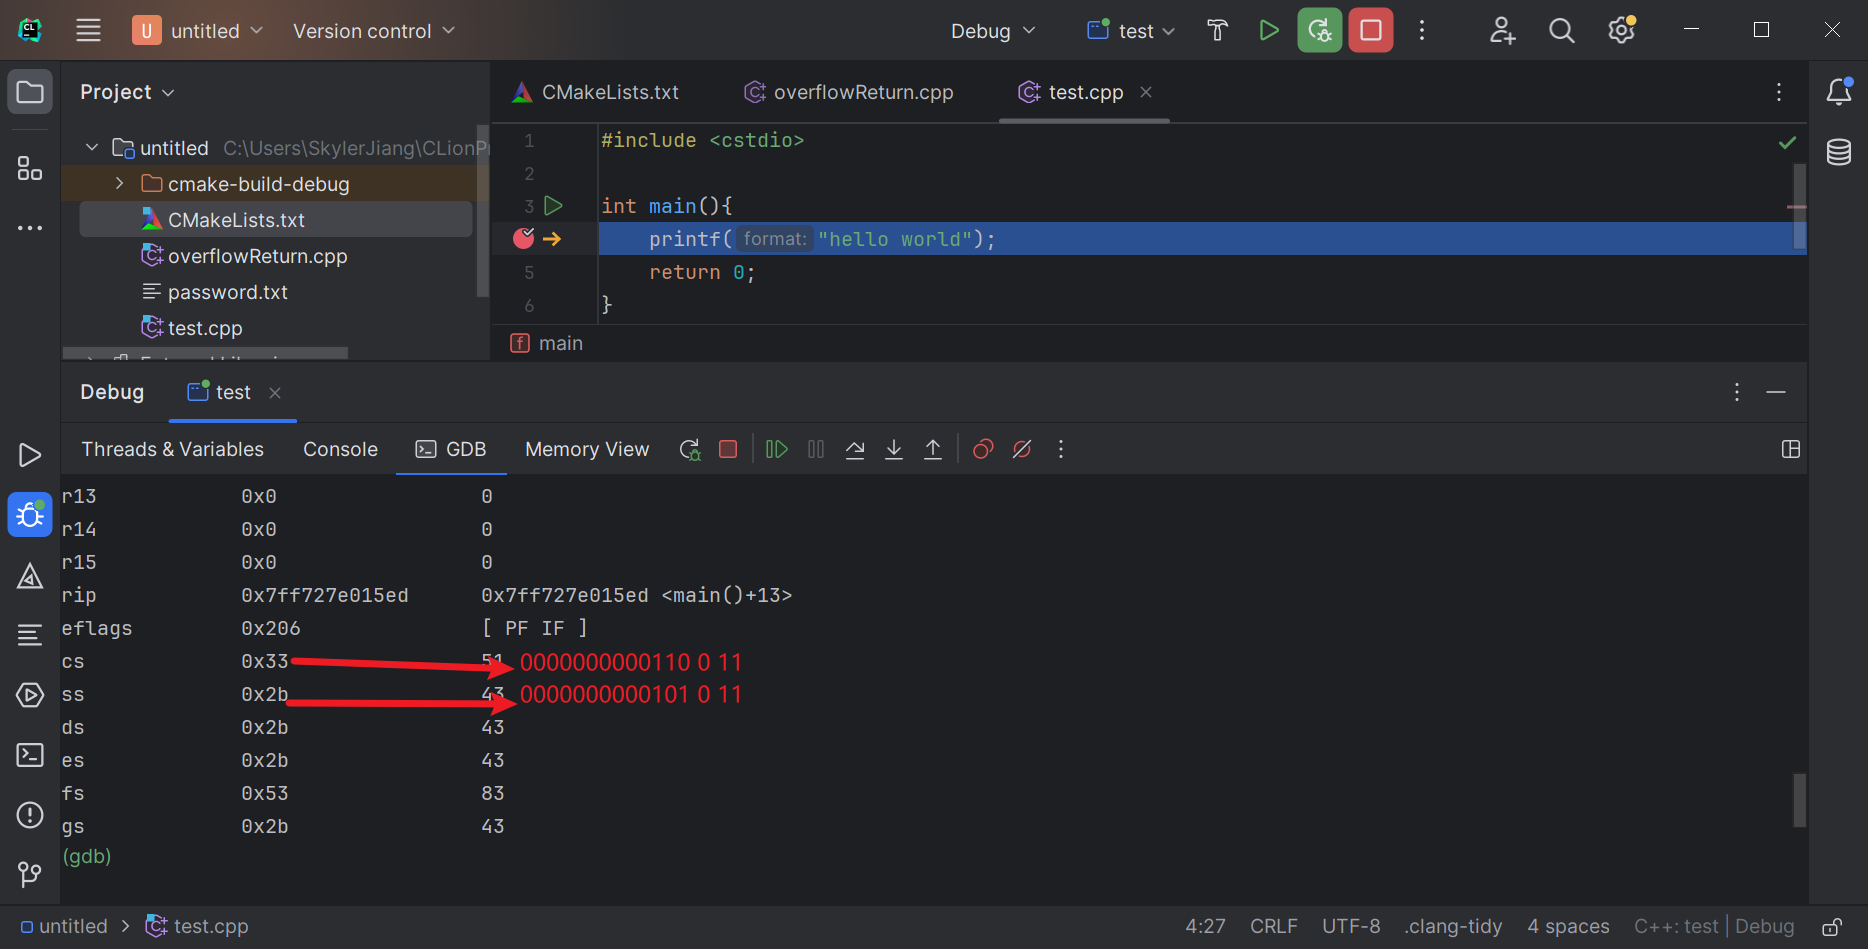 U untitled Version control Debug test
Project
untitled C:\Users\SkylerJiang\CLionPr
cmake-build-debug
CMakeLists.txt
overflowReturn.cpp
password.txt
test.cpp
CMakeLists.txt overflowReturn.cpp test.cpp
1 #include <cstdio>
2
3 int main(){
printf( format: "hello world");
5 return 0;
6 }
f main
Debug test
Threads & Variables Console GDB Memory View
r13 0x0 0
r14 0x0 0
r15 0x0 0
rip 0x7ff727e015ed 0x7ff727e015ed <main()+13>
eflags 0x206 [ PF IF ]
cs 0x33 51 0000000000110 0 11
ss 0x2b 43 0000000000101 0 11
ds 0x2b 43
es 0x2b 43
fs 0x53 83
gs 0x2b 43
(gdb)
untitled > test.cpp 4:27 CRLF UTF-8 .clang-tidy 4 spaces C++: test | Debug